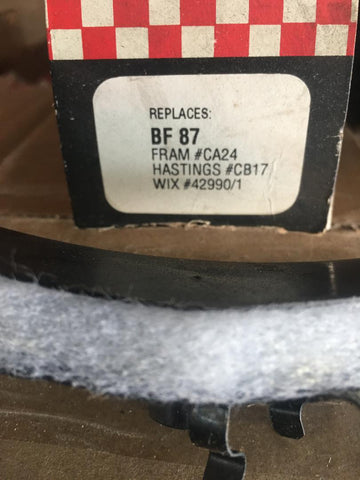 REPLACES:
BF 87
FRAM #CA24
HASTINGS #CB17
WIX #42990/1